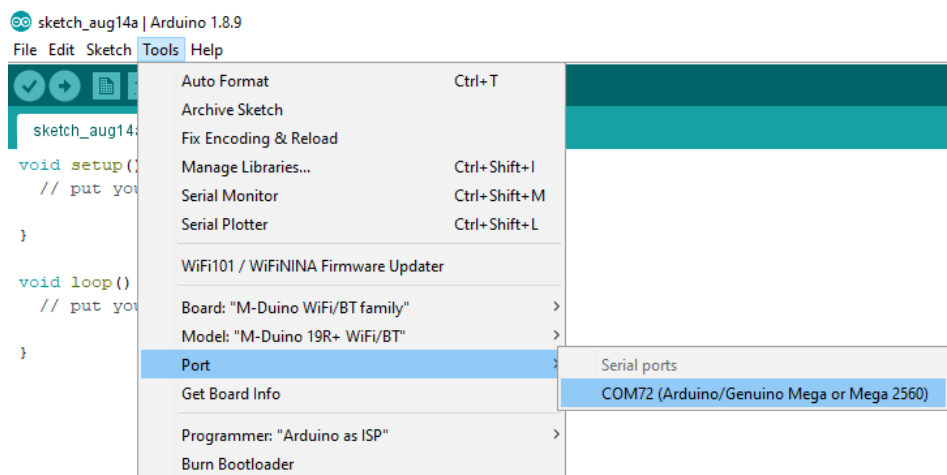 sketch_aug14a | Arduino 1.8.9
File Edit Sketch Tools Help
sketch_aug14a
void setup()
// put you
}
void loop()
// put you
}
Auto Format Ctrl+T
Archive Sketch
Fix Encoding & Reload
Manage Libraries... Ctrl+Shift+I
Serial Monitor Ctrl+Shift+M
Serial Plotter Ctrl+Shift+L
WiFi101 / WiFiNINA Firmware Updater
Board: "M-Duino WiFi/BT family"
Model: "M-Duino 19R+ WiFi/BT"
Port
Get Board Info
Programmer: "Arduino as ISP"
Burn Bootloader
Serial ports
COM72 (Arduino/Genuino Mega or Mega 2560)